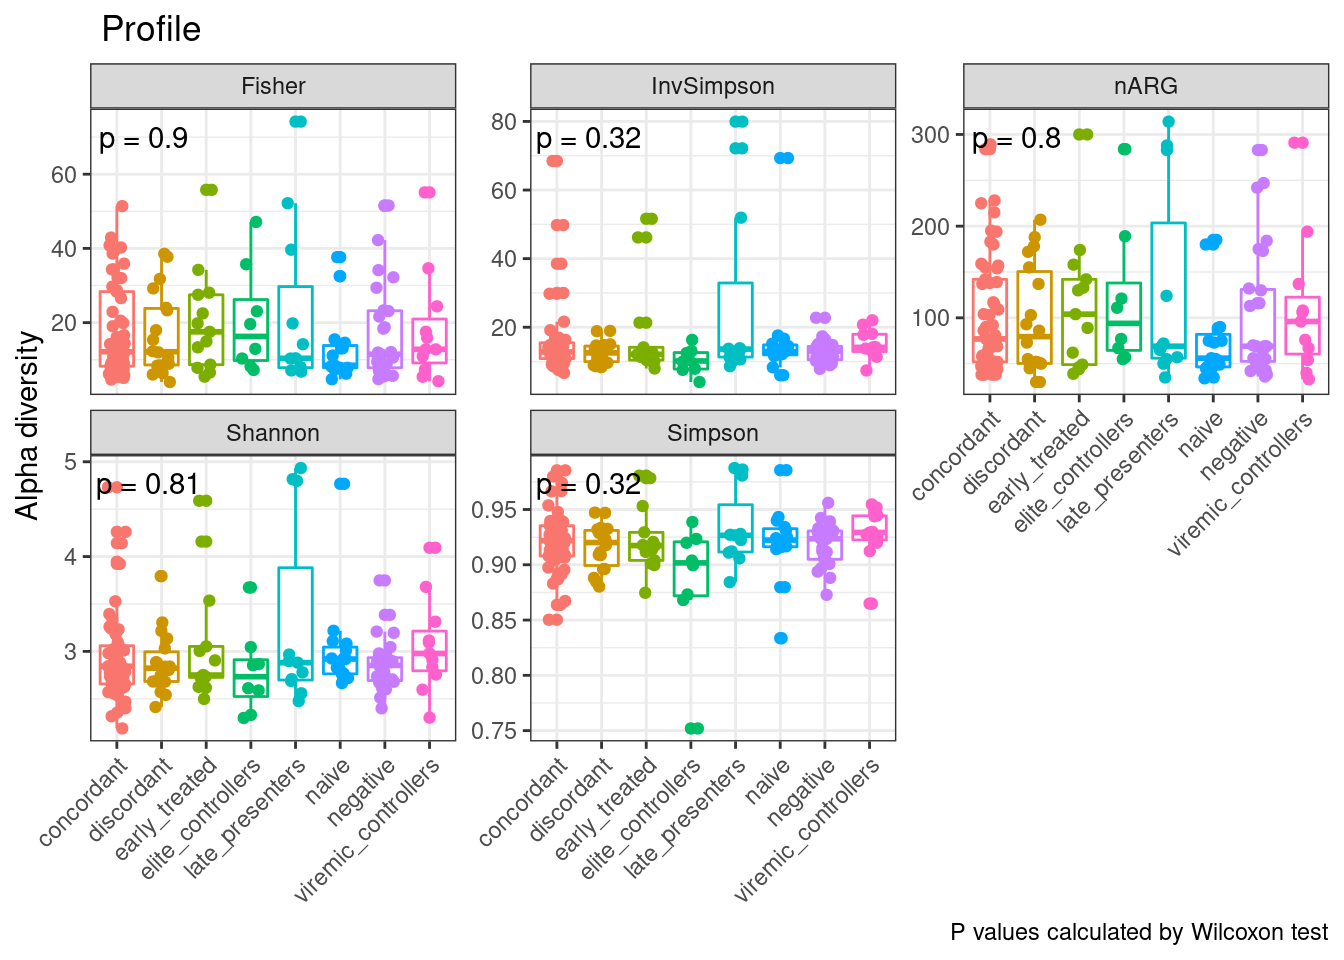 Profile
Fisher
InvSimpson
nARG
p = 0.9
p = 0.32
p = 0.8
60
40
20
80
60
40
20
300
200
100
Alpha diversity
concordant
discordant
early_treated
elite_controllers
late_presenters
naive
negative
viremic_controllers
Shannon
Simpson
p = 0.81
p = 0.32
5
4
3
0.95
0.90
0.85
0.80
0.75
concordant
discordant
early_treated
elite_controllers
late_presenters
naive
negative
viremic_controllers
concordant
discordant
early_treated
elite_controllers
late_presenters
naive
negative
viremic_controllers
P values calculated by Wilcoxon test